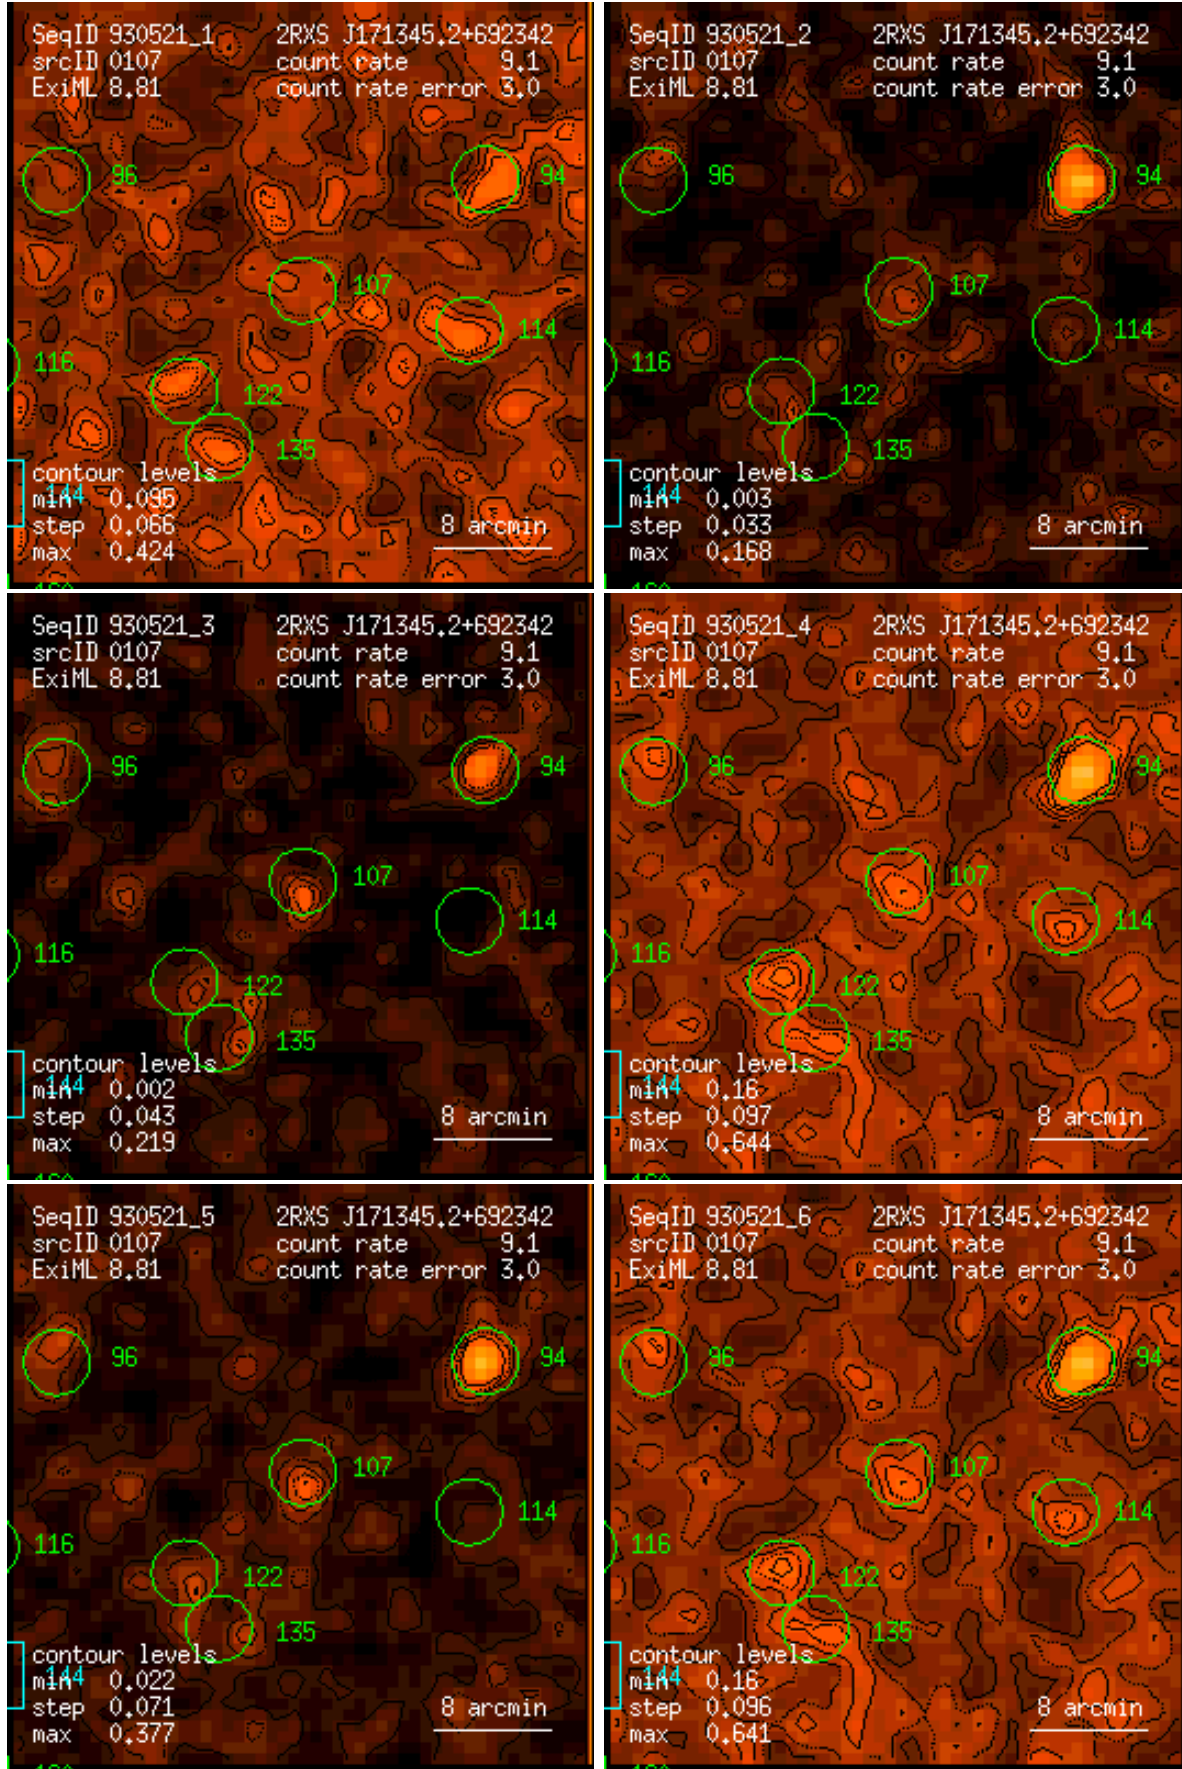 SeqID 930521_1 2RXS J171345.2+692342
srcID 0107 count rate 9.1
ExiML 8.81 count rate error 3.0
96
94
107
114
116
122
135
contour levels
144
min 0.095
step 0.066
max 0.424
8 arcmin
SeqID 930521_2 2RXS J171345.2+692342
srcID 0107 count rate 9.1
ExiML 8.81 count rate error 3.0
96
94
107
114
116
122
135
contour levels
144
min 0.003
step 0.033
max 0.168
8 arcmin
SeqID 930521_3 2RXS J171345.2+692342
srcID 0107 count rate 9.1
ExiML 8.81 count rate error 3.0
96
94
107
114
116
122
135
contour levels
144
min 0.002
step 0.043
max 0.219
8 arcmin
SeqID 930521_4 2RXS J171345.2+692342
srcID 0107 count rate 9.1
ExiML 8.81 count rate error 3.0
96
94
107
114
116
122
135
contour levels
144
min 0.16
step 0.097
max 0.644
8 arcmin
SeqID 930521_5 2RXS J171345.2+692342
srcID 0107 count rate 9.1
ExiML 8.81 count rate error 3.0
96
94
107
114
116
122
135
contour levels
144
min 0.022
step 0.071
max 0.377
8 arcmin
SeqID 930521_6 2RXS J171345.2+692342
srcID 0107 count rate 9.1
ExiML 8.81 count rate error 3.0
96
94
107
114
116
122
135
contour levels
144
min 0.16
step 0.096
max 0.641
8 arcmin